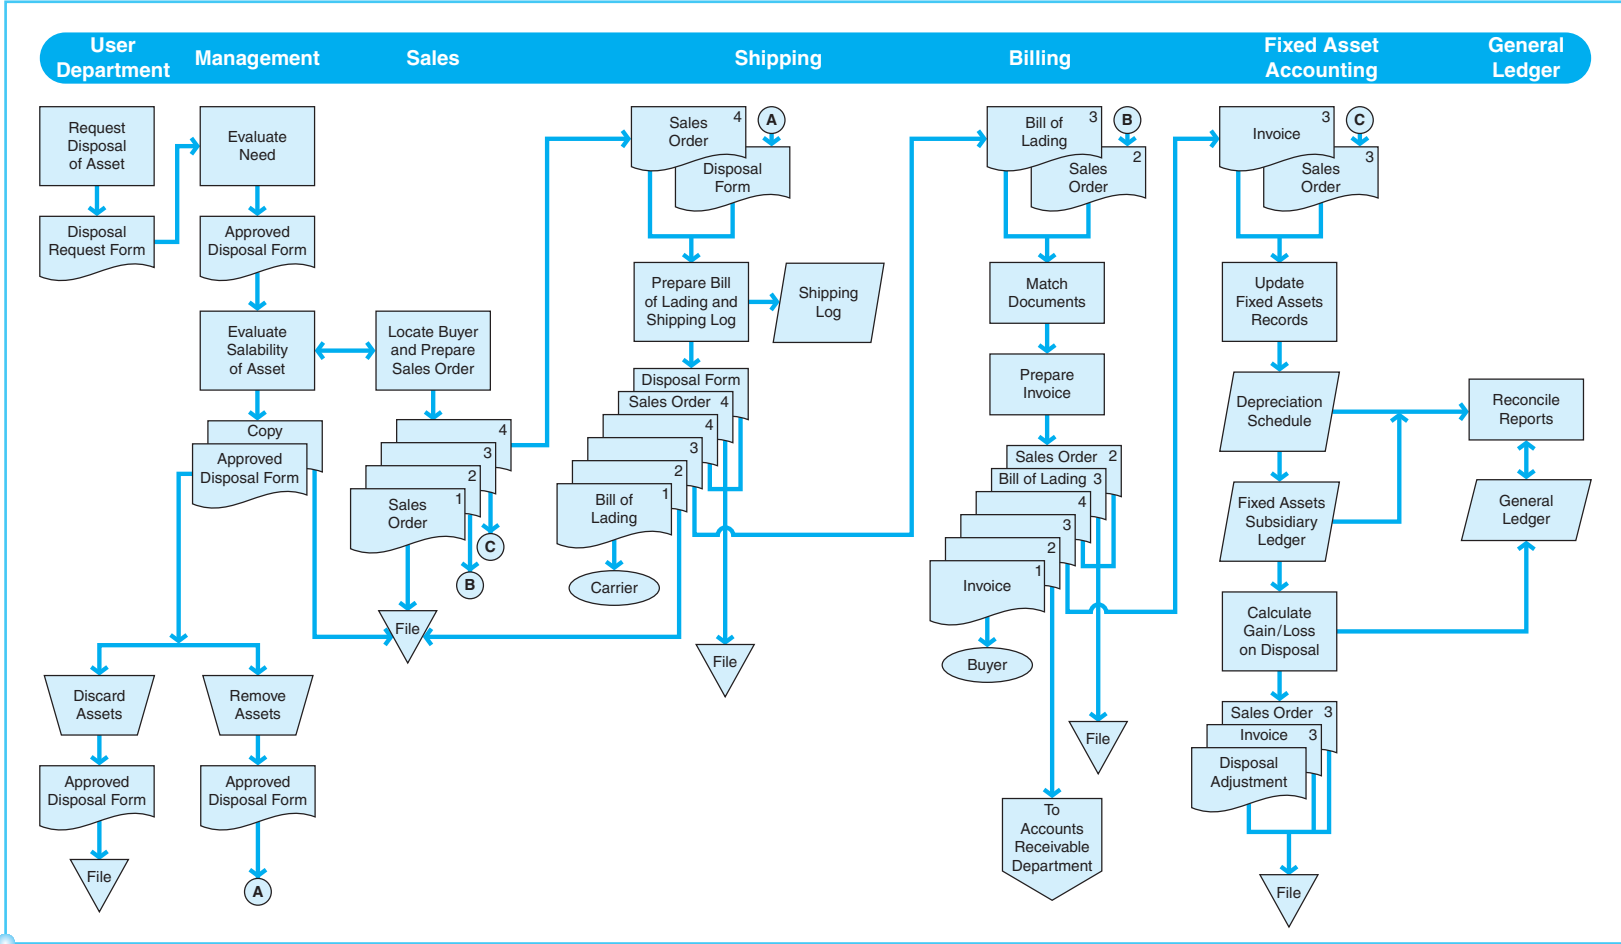 User
Department
Management
Sales
Shipping
Billing
Fixed Asset
Accounting
General
Ledger
Request
Disposal
of Asset
Disposal
Request Form
Discard
Assets
Approved
Disposal Form
File
Evaluate
Need
Approved
Disposal Form
Evaluate
Salability
of Asset
Copy
Approved
Disposal Form
Remove
Assets
Approved
Disposal Form
A
Locate Buyer
and Prepare
Sales Order
4
3
2
Sales 1
Order
C
B
File
Sales 4
Order
A
Disposal
Form
Prepare Bill
of Lading and
Shipping Log
Shipping
Log
Disposal Form
Sales Order 4
4
3
2
Bill of 1
Lading
Carrier
File
Bill of 3
Lading
B
Sales 2
Order
Match
Documents
Prepare
Invoice
Sales Order 2
Bill of Lading 3
4
3
2
Invoice 1
Buyer
File
To
Accounts
Receivable
Department
Invoice 3
C
Sales 3
Order
Update
Fixed Assets
Records
Depreciation
Schedule
Fixed Assets
Subsidiary
Ledger
Calculate
Gain/Loss
on Disposal
Sales Order 3
Invoice 3
Disposal
Adjustment
File
Reconcile
Reports
General
Ledger